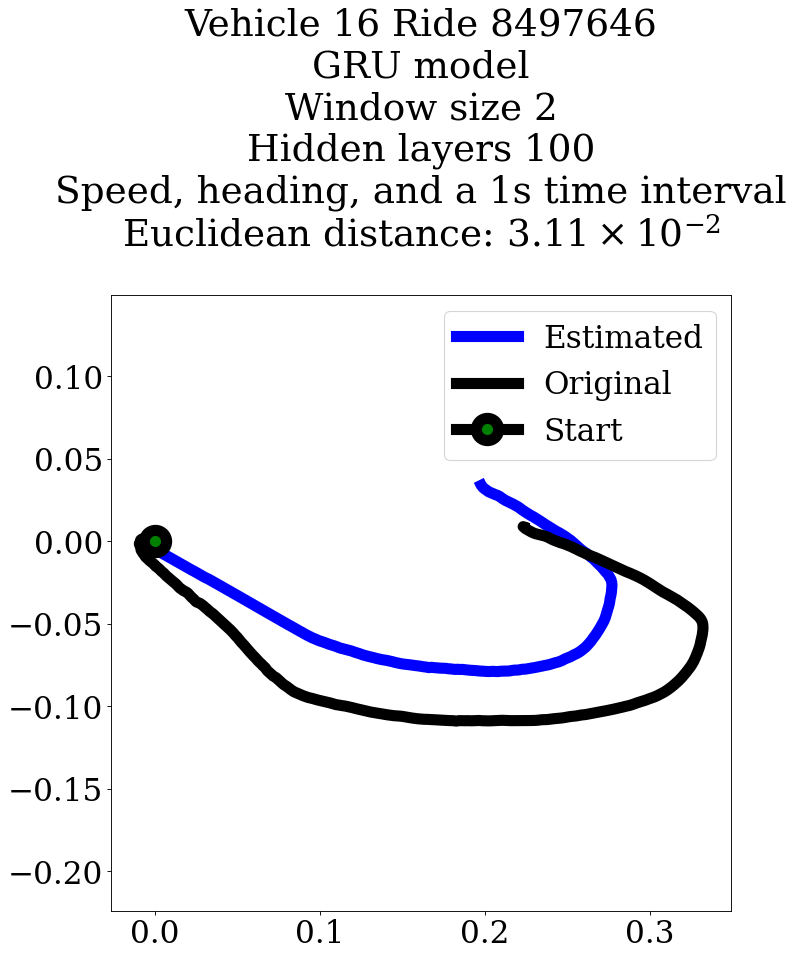 Vehicle 16 Ride 8497646
GRU model
Window size 2
Hidden layers 100
Speed, heading, and a 1s time interval
Euclidean distance: 3.11 × 10⁻²
Estimated
Original
Start
0.10
0.05
0.00
−0.05
−0.10
−0.15
−0.20
0.0 0.1 0.2 0.3